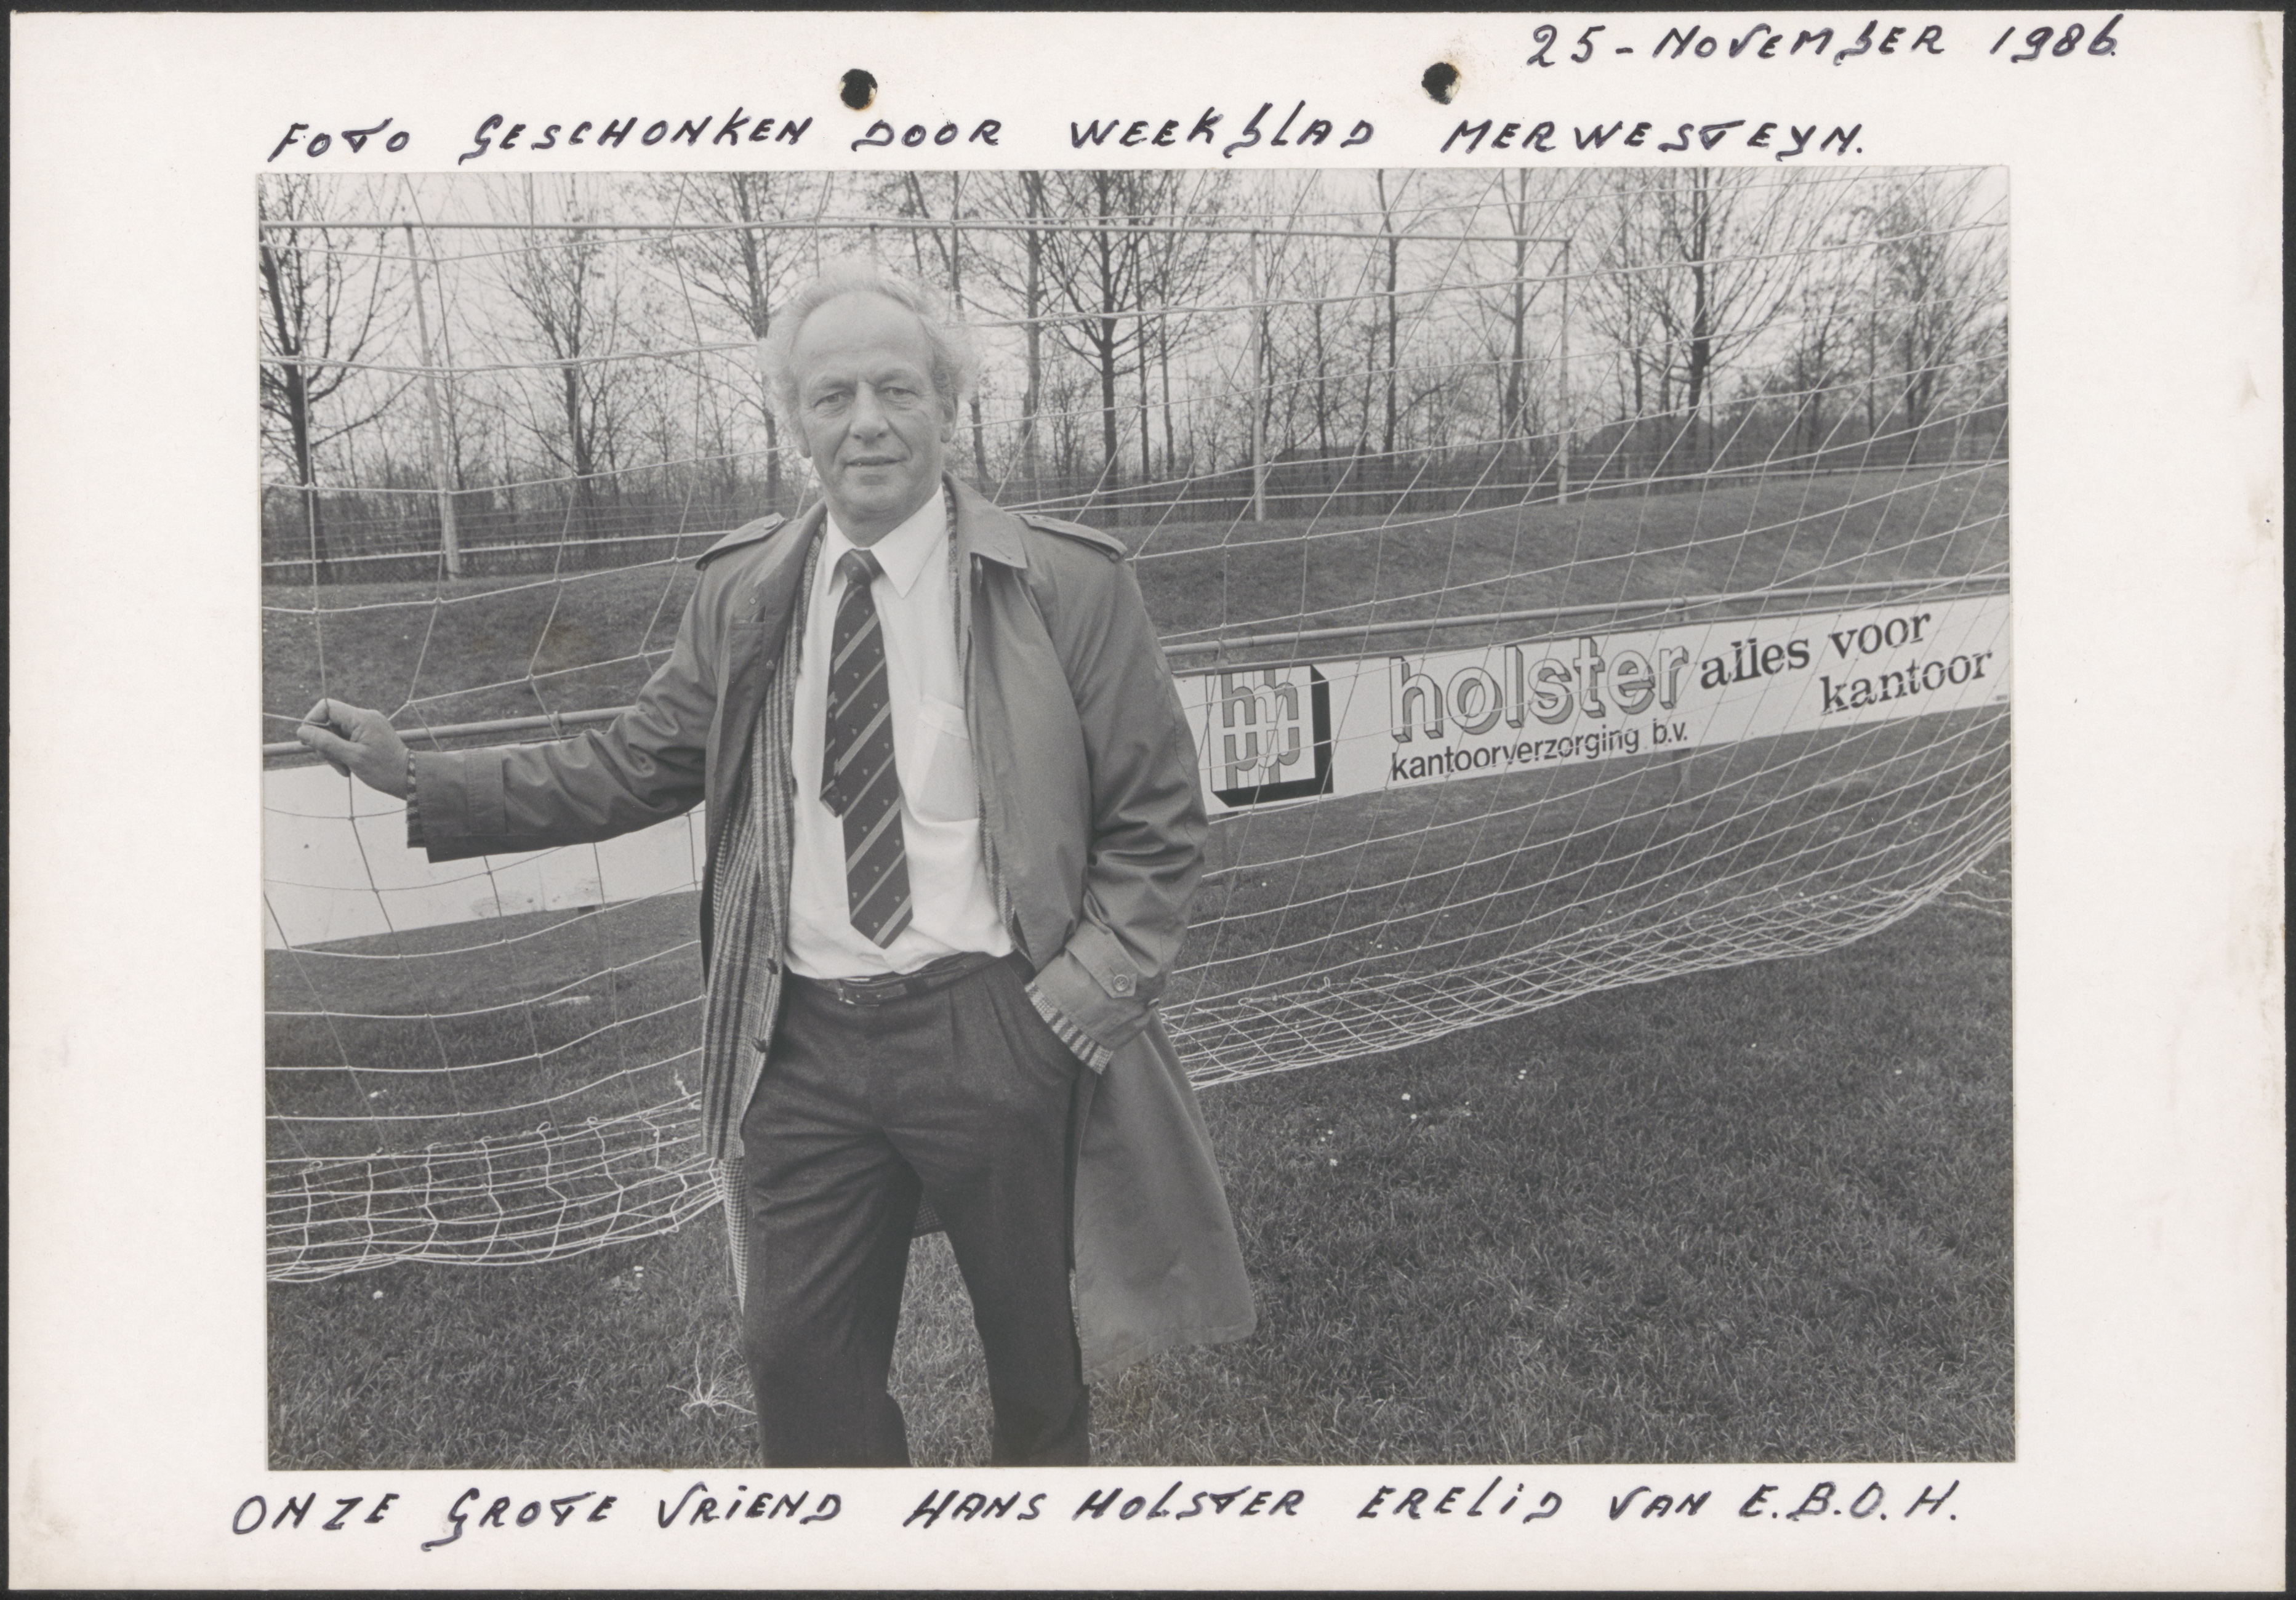 25-NOVEMBER 1986.
FOTO GESCHONKEN DOOR WEEKBLAD MERWESTEYN.
holster alles voor
kantoor
kantoorverzorging b.v.
ONZE GROTE VRIEND HANS HOLSTER ERELID VAN E.B.O.H.